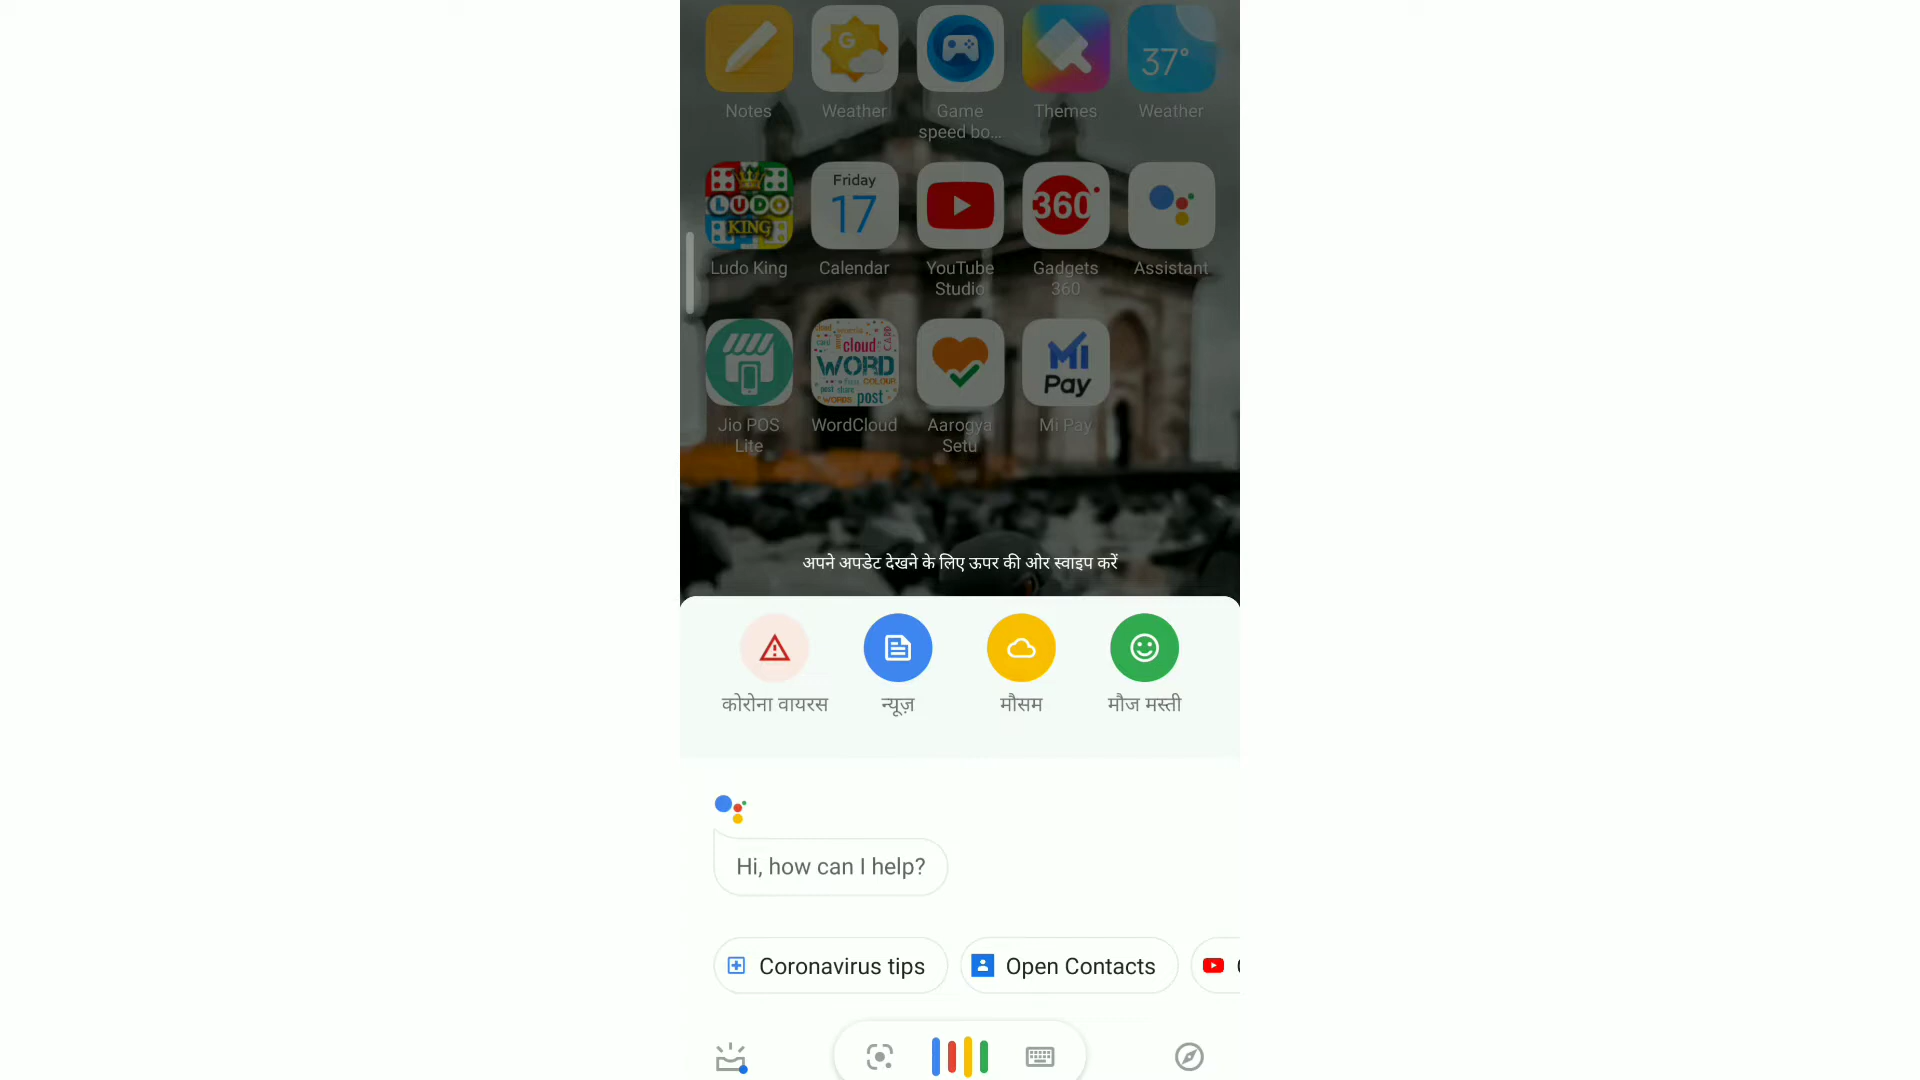 G
37°
Notes
Weather
Game
speed bo...
Themes
Weather
LUDO
KING
Friday
17
360
Ludo King
Calendar
YouTube
Studio
Gadgets
360
Assistant
cloud
WORD
post
Mi
Pay
Jio POS
Lite
WordCloud
Aarogya
Setu
Mi Pay
अपने अपडेट देखने के लिए ऊपर की ओर स्वाइप करें
कोरोना वायरस
न्यूज़
मौसम
मौज मस्ती
Hi, how can I help?
Coronavirus tips
Open Contacts